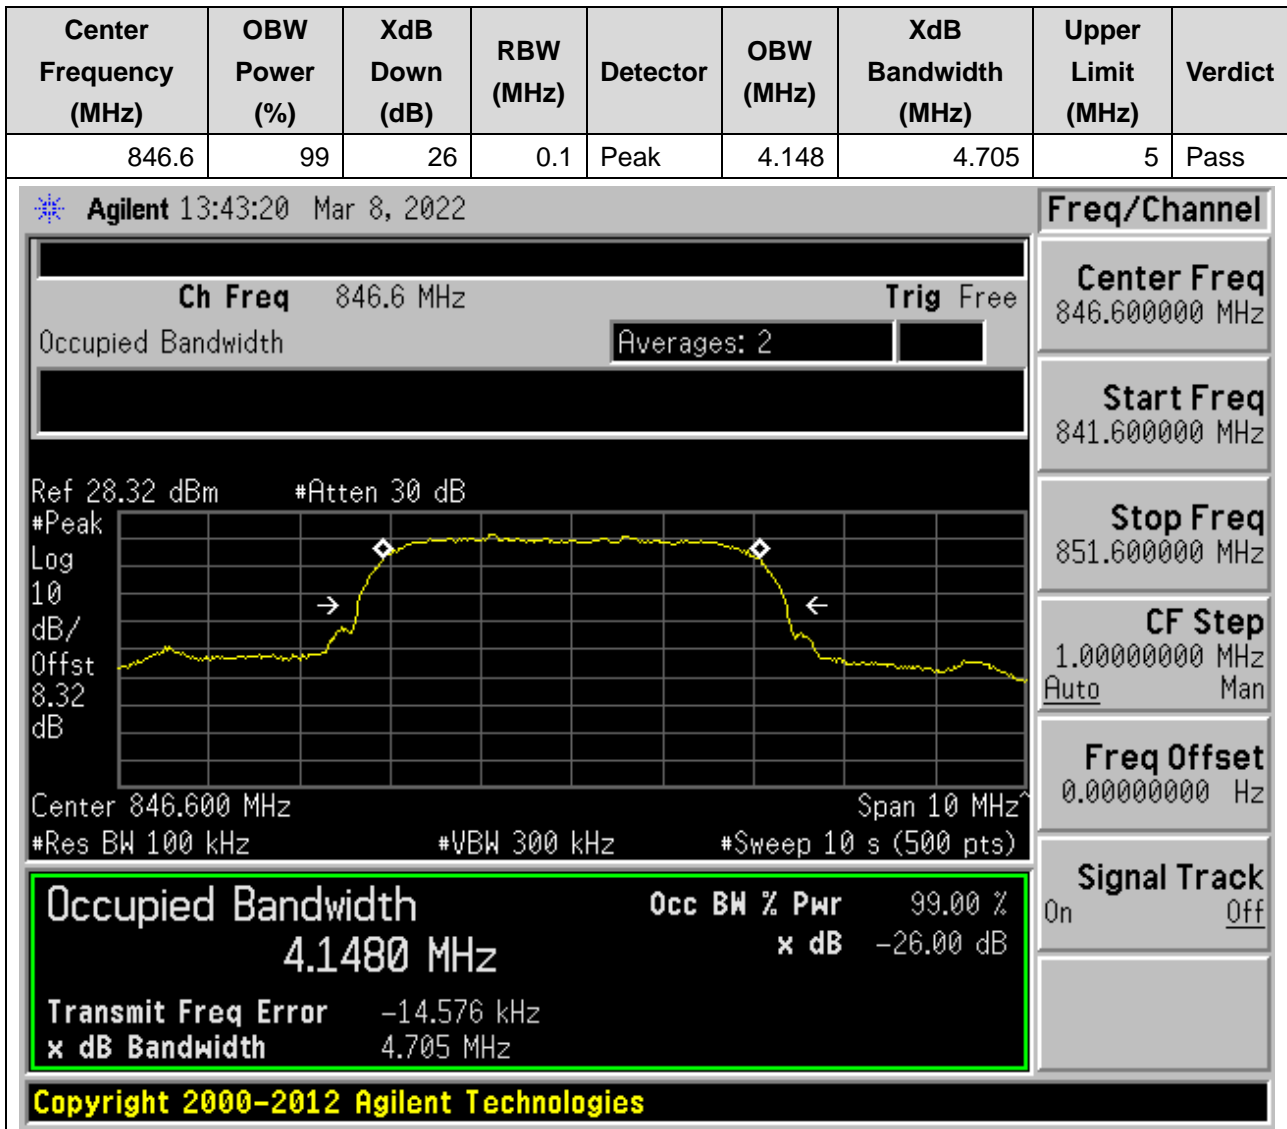 Center Frequency (MHz) OBW Power (%) XdB Down (dB) RBW (MHz) Detector OBW (MHz) XdB Bandwidth (MHz) Upper Limit (MHz) Verdict
846.6 99 26 0.1 Peak 4.148 4.705 5 Pass
Agilent 13:43:20 Mar 8, 2022
Freq/Channel
Ch Freq 846.6 MHz Trig Free
Occupied Bandwidth Averages: 2
Ref 28.32 dBm #Atten 30 dB
#Peak
Log
10
dB/
Offst
8.32
dB
Center 846.600 MHz Span 10 MHz^
#Res BW 100 kHz #VBW 300 kHz #Sweep 10 s (500 pts)
Occupied Bandwidth Occ BW % Pwr 99.00 %
4.1480 MHz x dB -26.00 dB
Transmit Freq Error -14.576 kHz
x dB Bandwidth 4.705 MHz
Center Freq
846.600000 MHz
Start Freq
841.600000 MHz
Stop Freq
851.600000 MHz
CF Step
1.00000000 MHz
Auto Man
Freq Offset
0.00000000 Hz
Signal Track
On Off
Copyright 2000-2012 Agilent Technologies